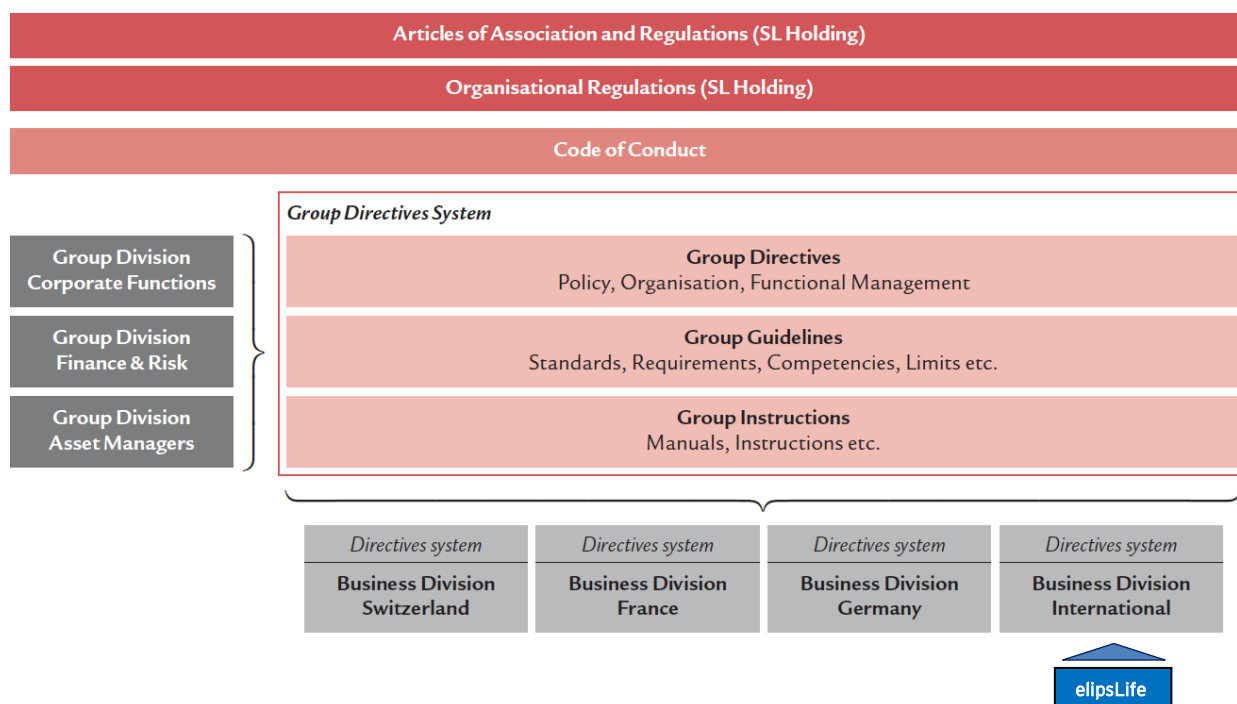 Articles of Association and Regulations (SL Holding)
Organisational Regulations (SL Holding)
Code of Conduct
Group Directives System
Group Division
Corporate Functions
Group Directives
Policy, Organisation, Functional Management
Group Division
Finance & Risk
Group Guidelines
Standards, Requirements, Competencies, Limits etc.
Group Division
Asset Managers
Group Instructions
Manuals, Instructions etc.
Directives system
Business Division
Switzerland
Directives system
Business Division
France
Directives system
Business Division
Germany
Directives system
Business Division
International
elipsLife